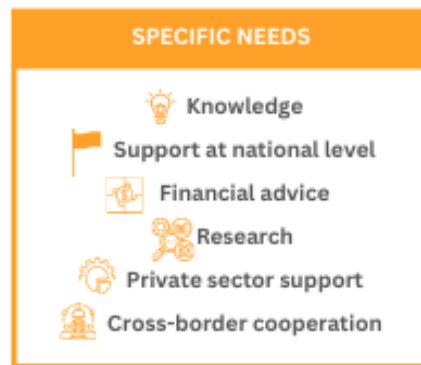 SPECIFIC NEEDS
Knowledge
Support at national level
Financial advice
Research
Private sector support
Cross-border cooperation